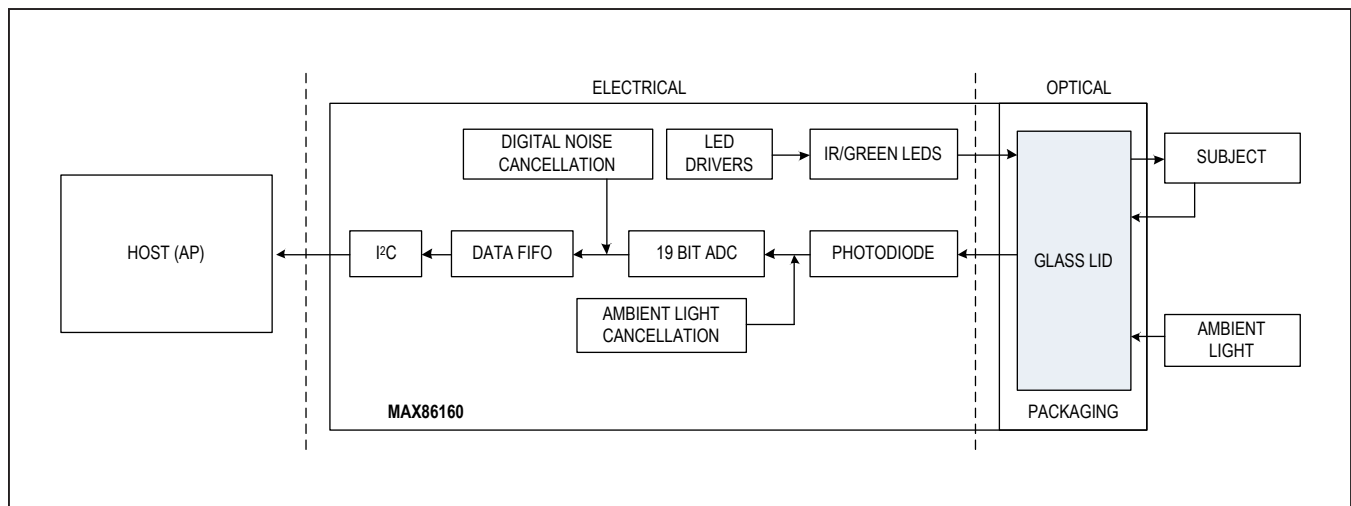 ELECTRICAL
OPTICAL
DIGITAL NOISE
CANCELLATION
LED
DRIVERS
IR/GREEN LEDS
SUBJECT
HOST (AP)
I²C
DATA FIFO
19 BIT ADC
PHOTODIODE
GLASS LID
AMBIENT LIGHT
CANCELLATION
AMBIENT
LIGHT
MAX86160
PACKAGING